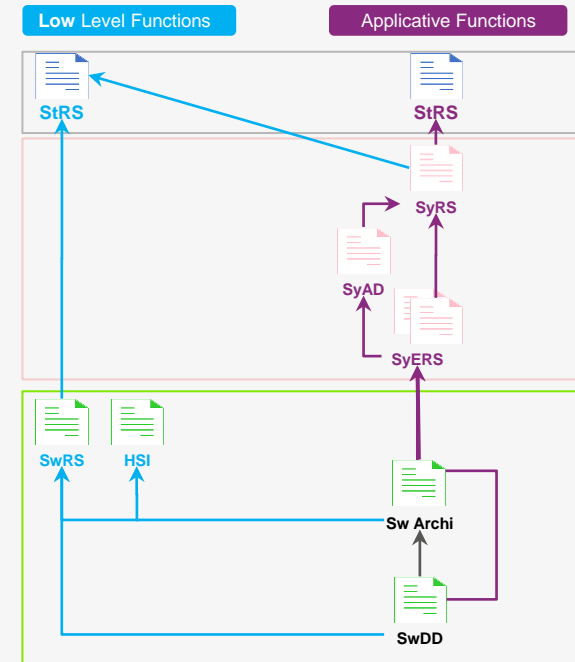 Low Level Functions
Applicative Functions
StRS
StRS
SyRS
SyAD
SyERS
SwRS
HSI
Sw Archi
SwDD